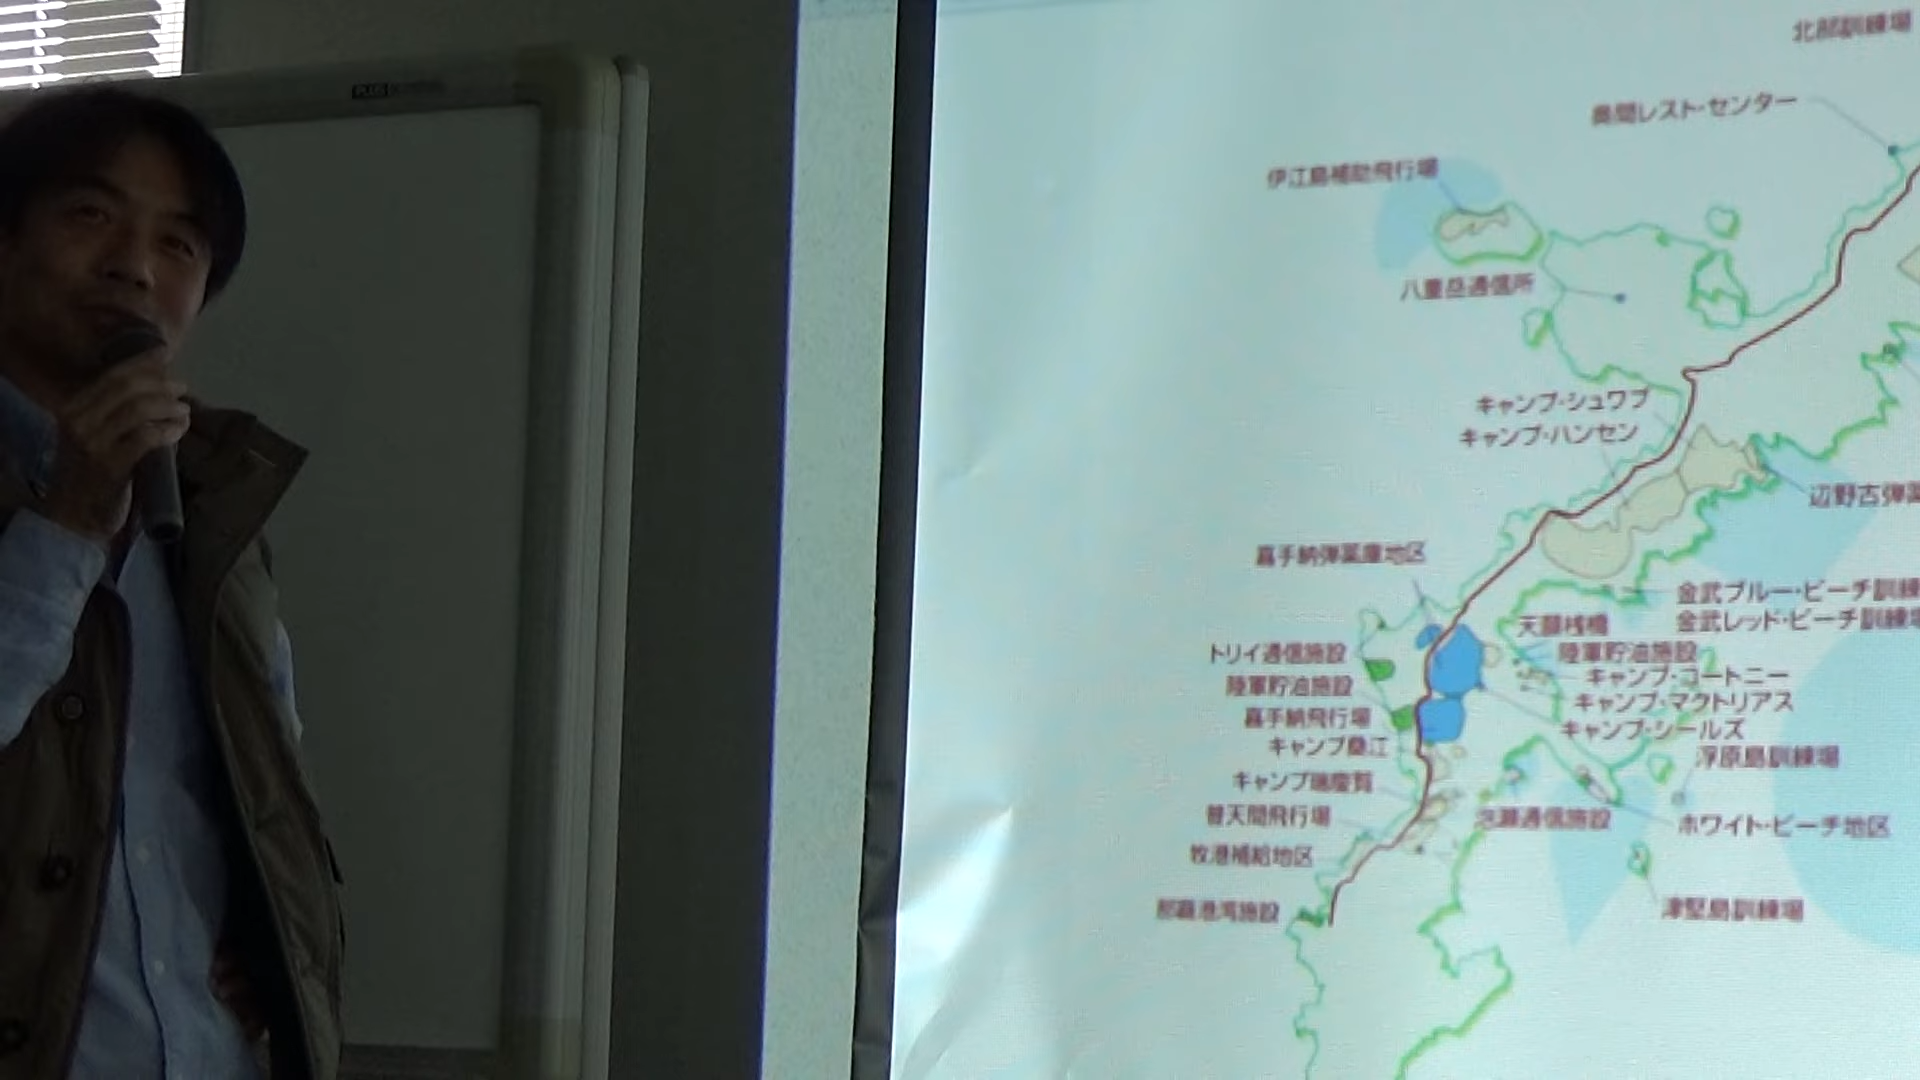 PLUS
北部訓練場
奥間レスト・センター
伊江島補助飛行場
八重岳通信所
キャンプ・シュワブ
キャンプ・ハンセン
辺野古弾薬
嘉手納弾薬庫地区
金武ブルー・ビーチ訓練
金武レッド・ビーチ訓練場
天願桟橋
トリイ通信施設
陸軍貯油施設
陸軍貯油施設
キャンプ・コートニー
キャンプ・マクトリアス
嘉手納飛行場
キャンプ・シールズ
キャンプ桑江
浮原島訓練場
キャンプ瑞慶覧
普天間飛行場
泡瀬通信施設
ホワイト・ビーチ地区
牧港補給地区
那覇港湾施設
津堅島訓練場